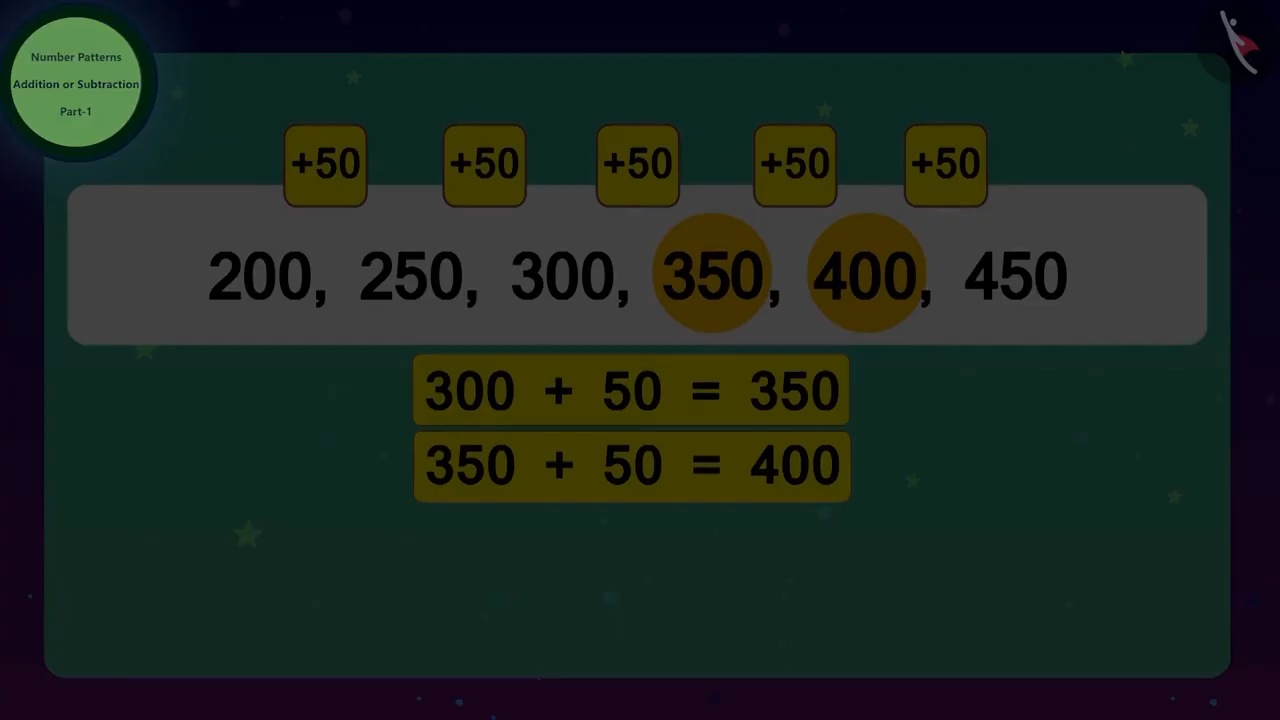 Number Patterns
Addition or Subtraction
Part-1
+50 +50 +50 +50 +50
200, 250, 300, 350, 400, 450
300 + 50 = 350
350 + 50 = 400